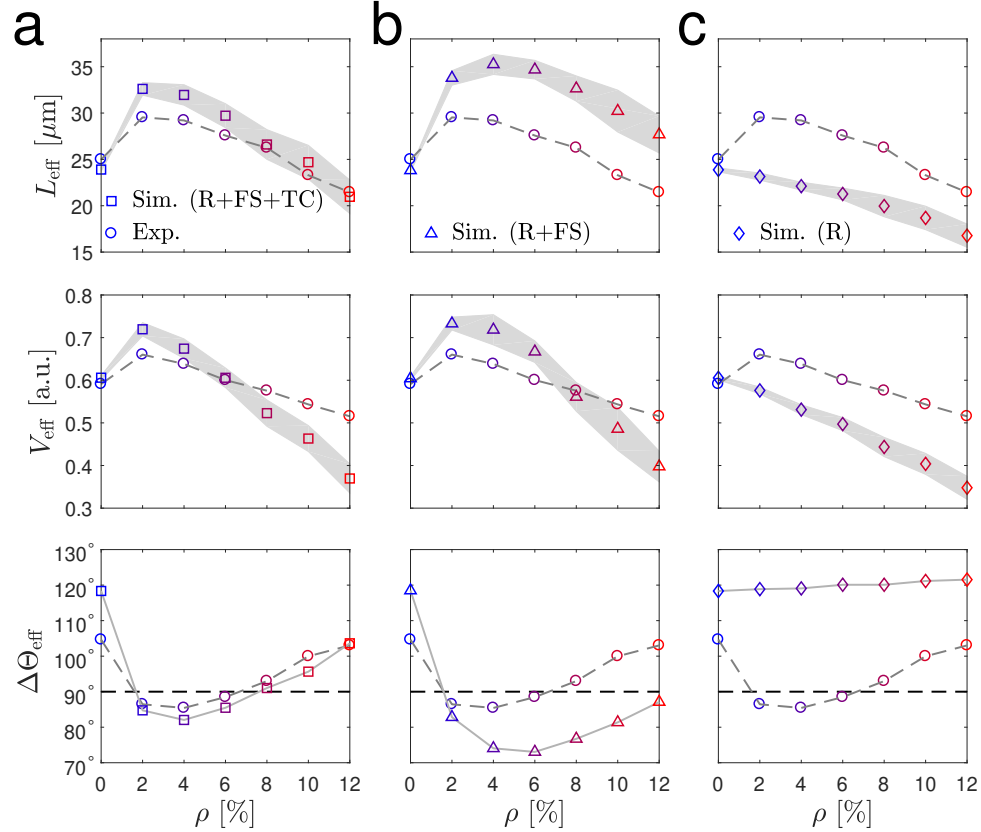 a b c
L_eff [μm]
35
30
25
20
15
Sim. (R+FS+TC)
Exp.
Sim. (R+FS)
Sim. (R)
V_eff [a.u.]
0.8
0.7
0.6
0.5
0.4
0.3
ΔΘ_eff
130°
120°
110°
100°
90°
80°
70°
0 2 4 6 8 10 12
0 2 4 6 8 10 12
0 2 4 6 8 10 12
ρ [%]
ρ [%]
ρ [%]